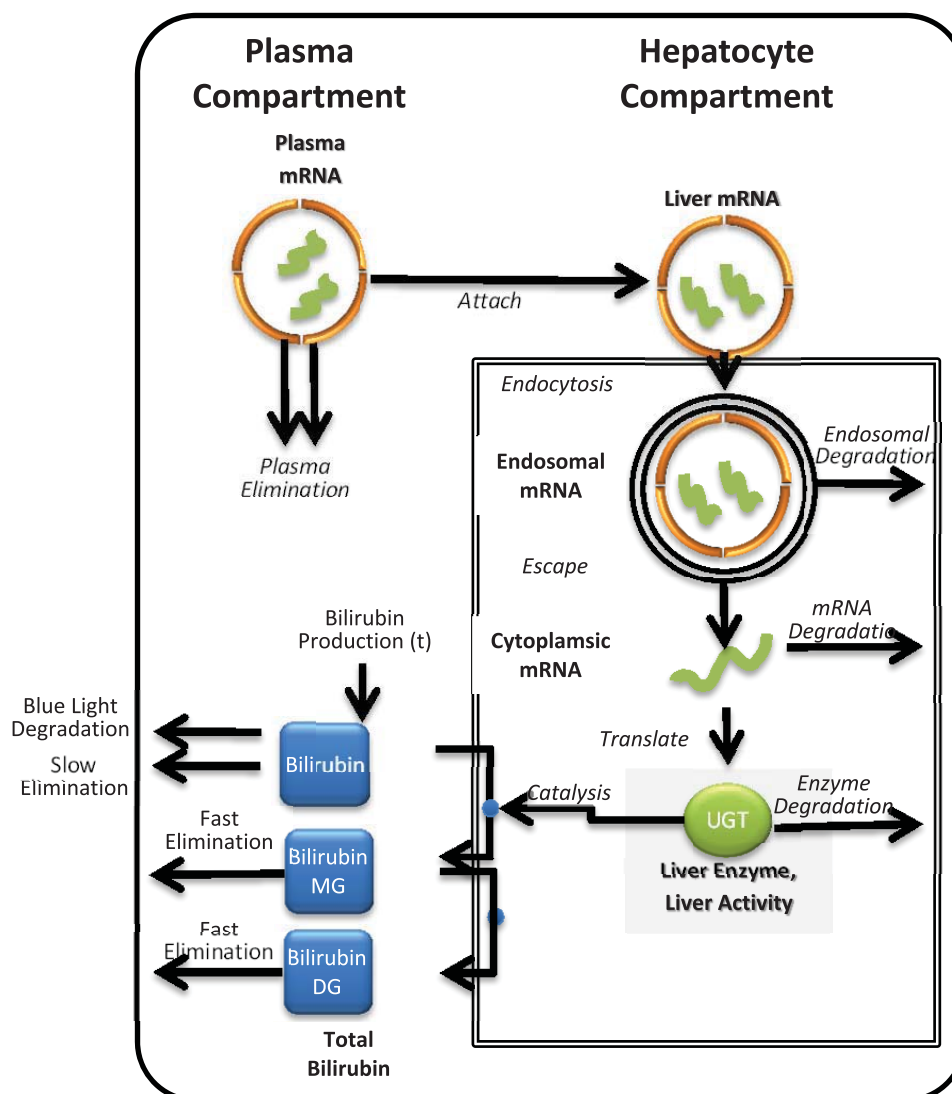 Plasma
Compartment
Hepatocyte
Compartment
Plasma
mRNA
Liver mRNA
Attach
Plasma
Elimination
Endocytosis
Endosomal
mRNA
Endosomal
Degradation
Escape
Cytoplamsic
mRNA
mRNA
Degradatio
Bilirubin
Production (t)
Blue Light
Degradation
Slow
Elimination
Bilirubin
Translate
Catalysis
UGT
Enzyme
Degradation
Liver Enzyme,
Liver Activity
Fast
Elimination
Bilirubin
MG
Fast
Elimination
Bilirubin
DG
Total
Bilirubin